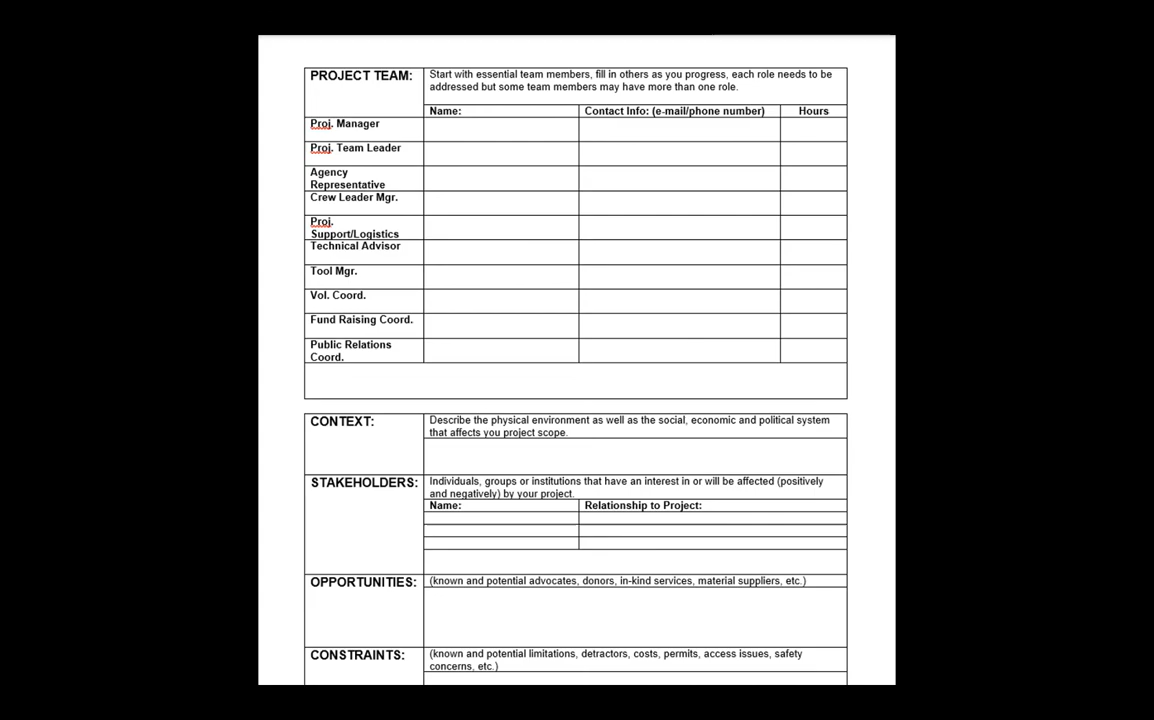 PROJECT TEAM:
Start with essential team members, fill in others as you progress, each role needs to be
addressed but some team members may have more than one role.
Name: Contact Info: (e-mail/phone number) Hours
Proj. Manager
Proj. Team Leader
Agency
Representative
Crew Leader Mgr.
Proj.
Support/Logistics
Technical Advisor
Tool Mgr.
Vol. Coord.
Fund Raising Coord.
Public Relations
Coord.
CONTEXT:
Describe the physical environment as well as the social, economic and political system
that affects you project scope.
STAKEHOLDERS:
Individuals, groups or institutions that have an interest in or will be affected (positively
and negatively) by your project.
Name: Relationship to Project:
OPPORTUNITIES:
(known and potential advocates, donors, in-kind services, material suppliers, etc.)
CONSTRAINTS:
(known and potential limitations, detractors, costs, permits, access issues, safety
concerns, etc.)